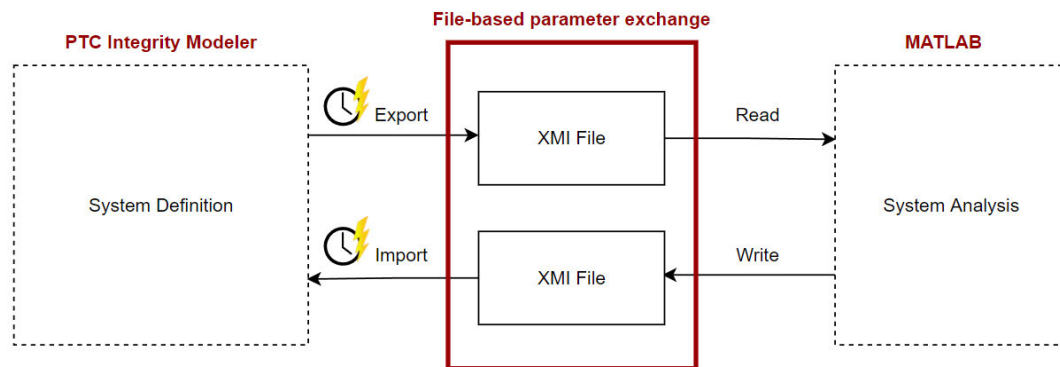 File-based parameter exchange
PTC Integrity Modeler
MATLAB
Export
XMI File
Read
System Definition
System Analysis
Import
XMI File
Write